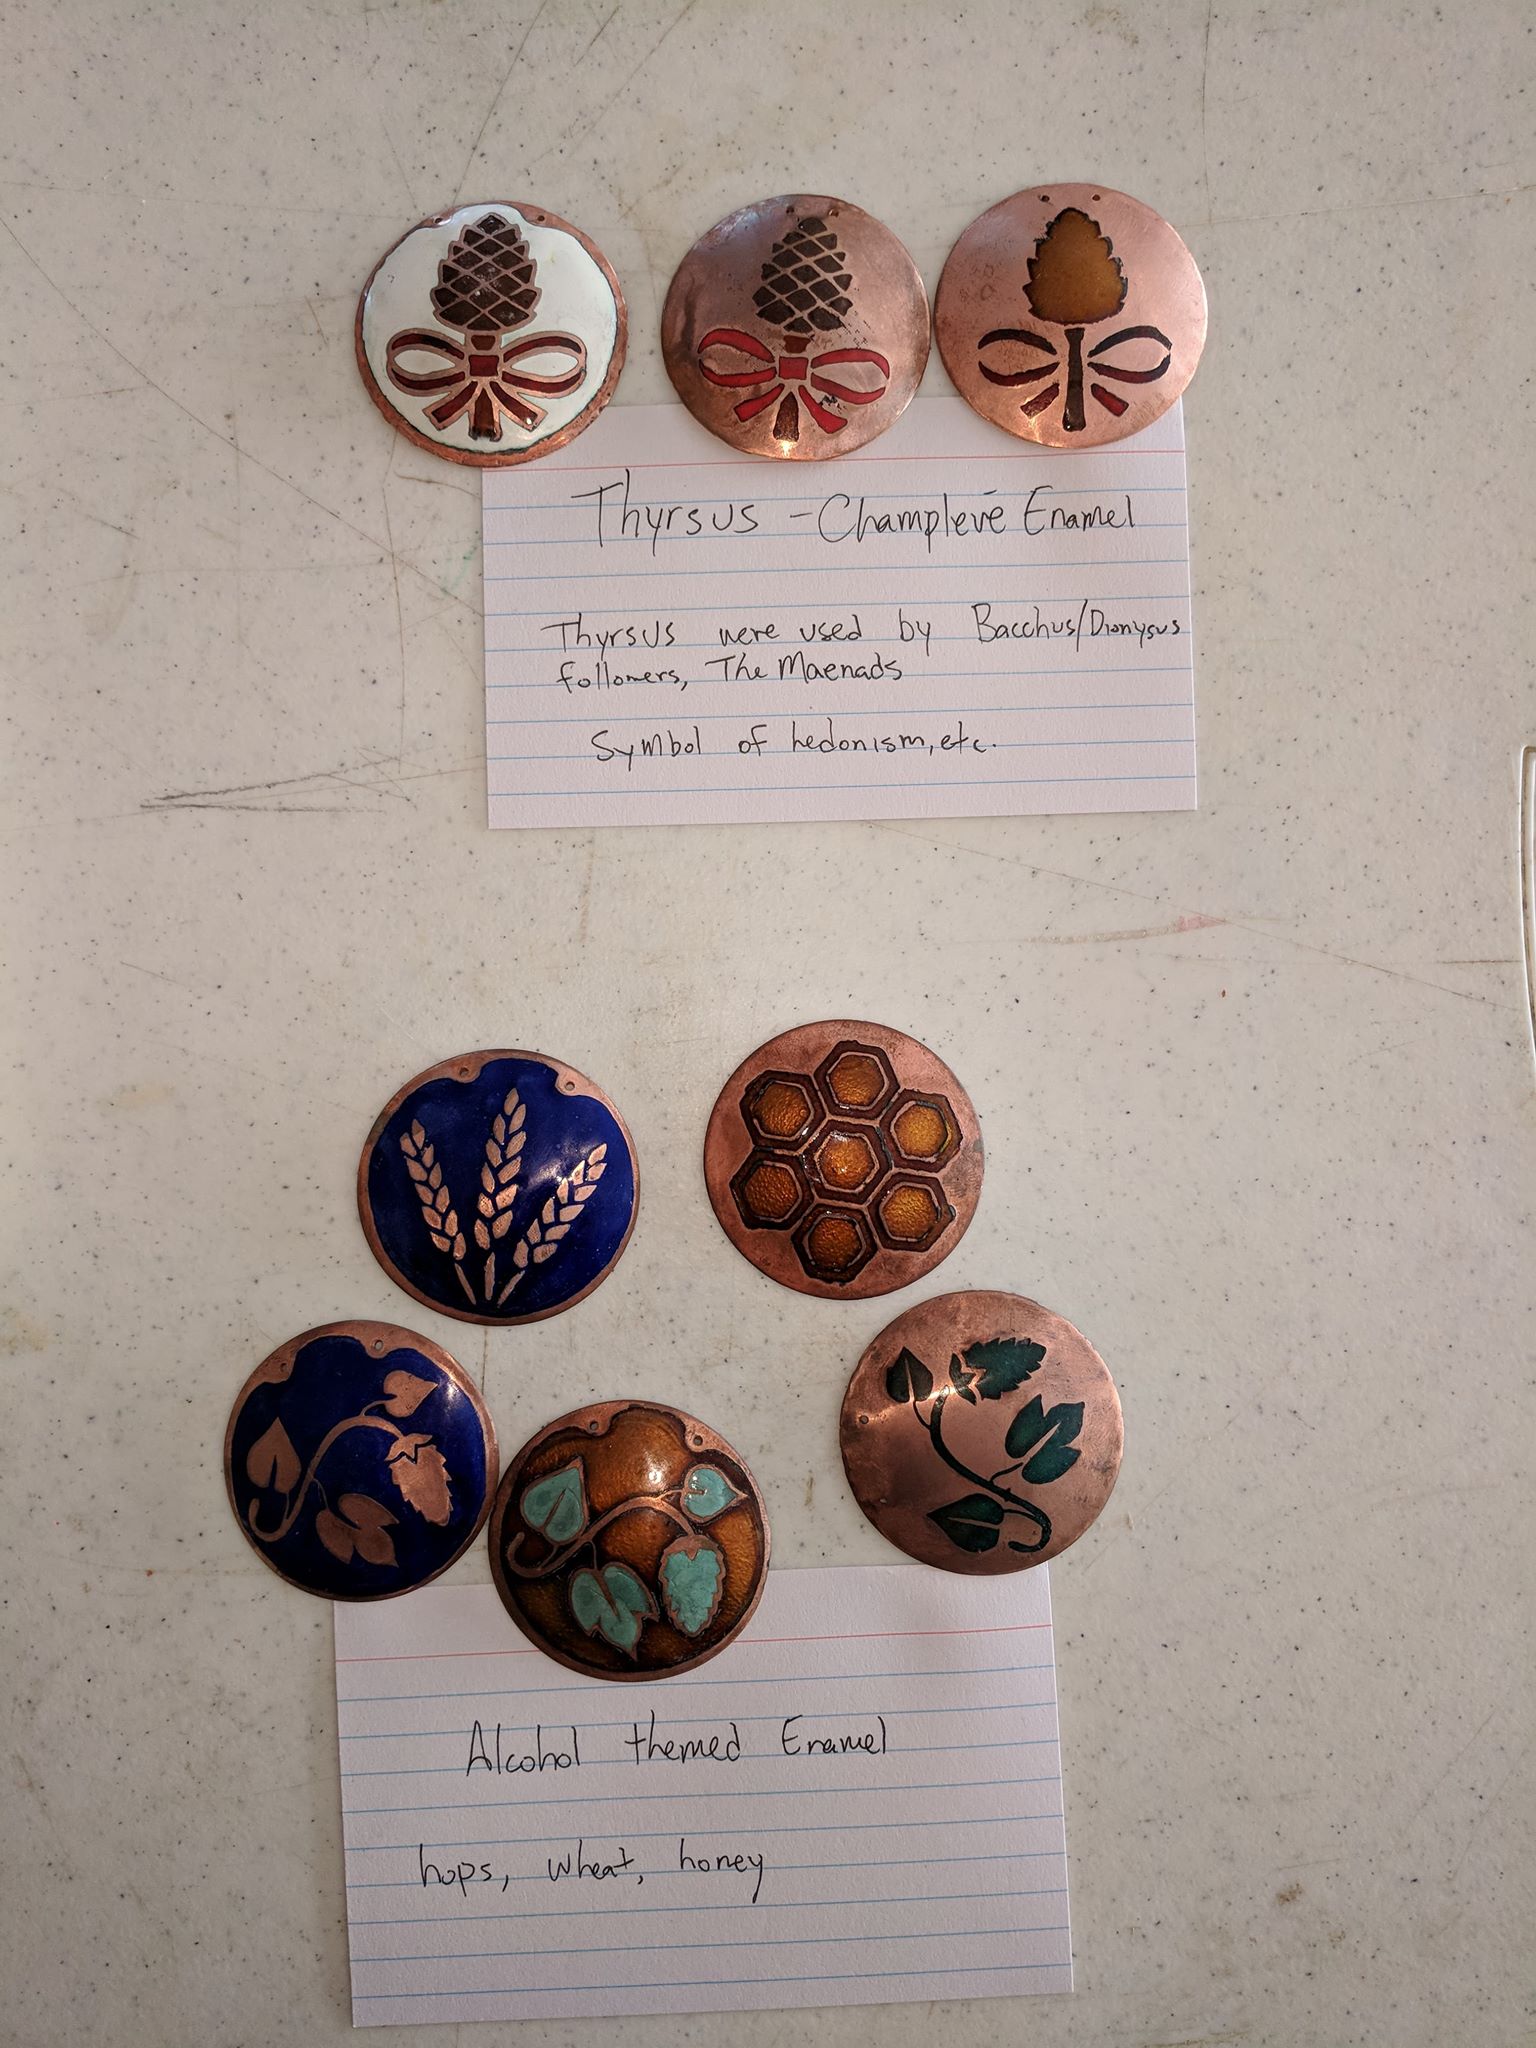 Thyrsus - Champlevé Enamel
Thyrsus were used by Bacchus/Dionysus
followers, The Maenads
Symbol of hedonism, etc.
Alcohol themed Enamel
hops, wheat, honey